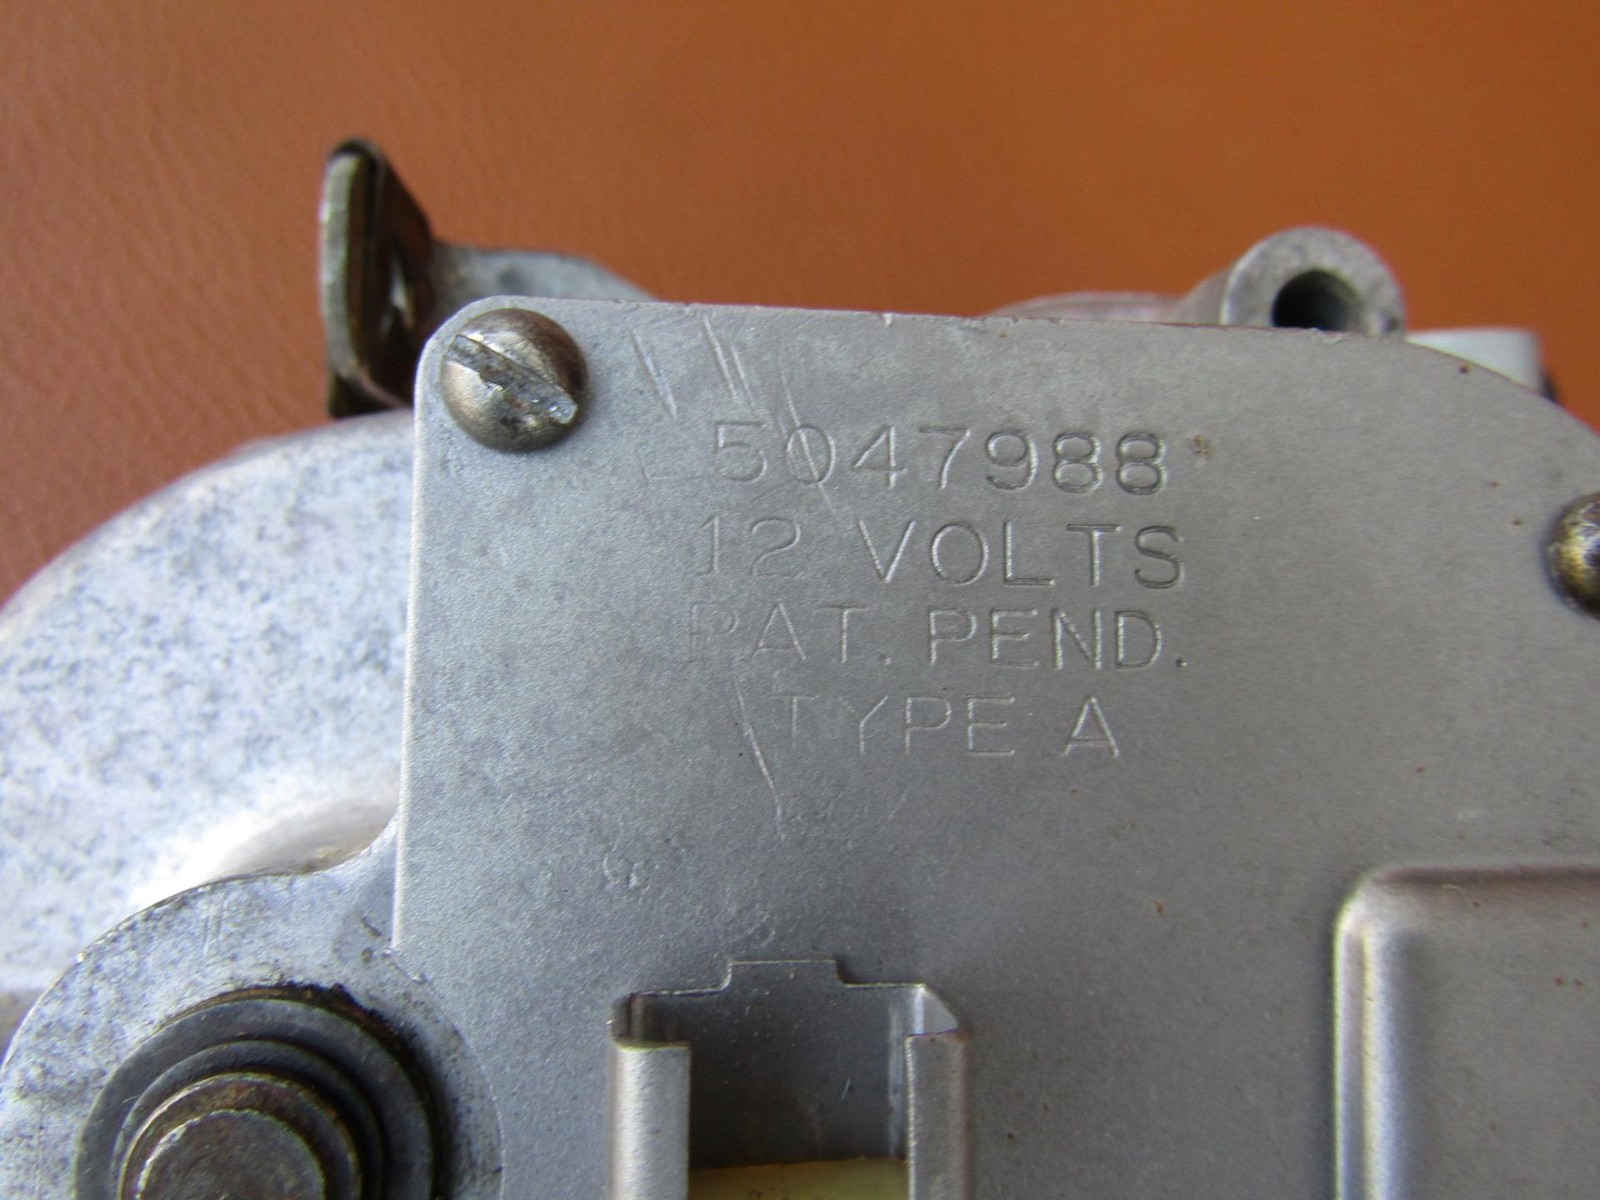 5047988
12 VOLTS
PAT. PEND.
TYPE A